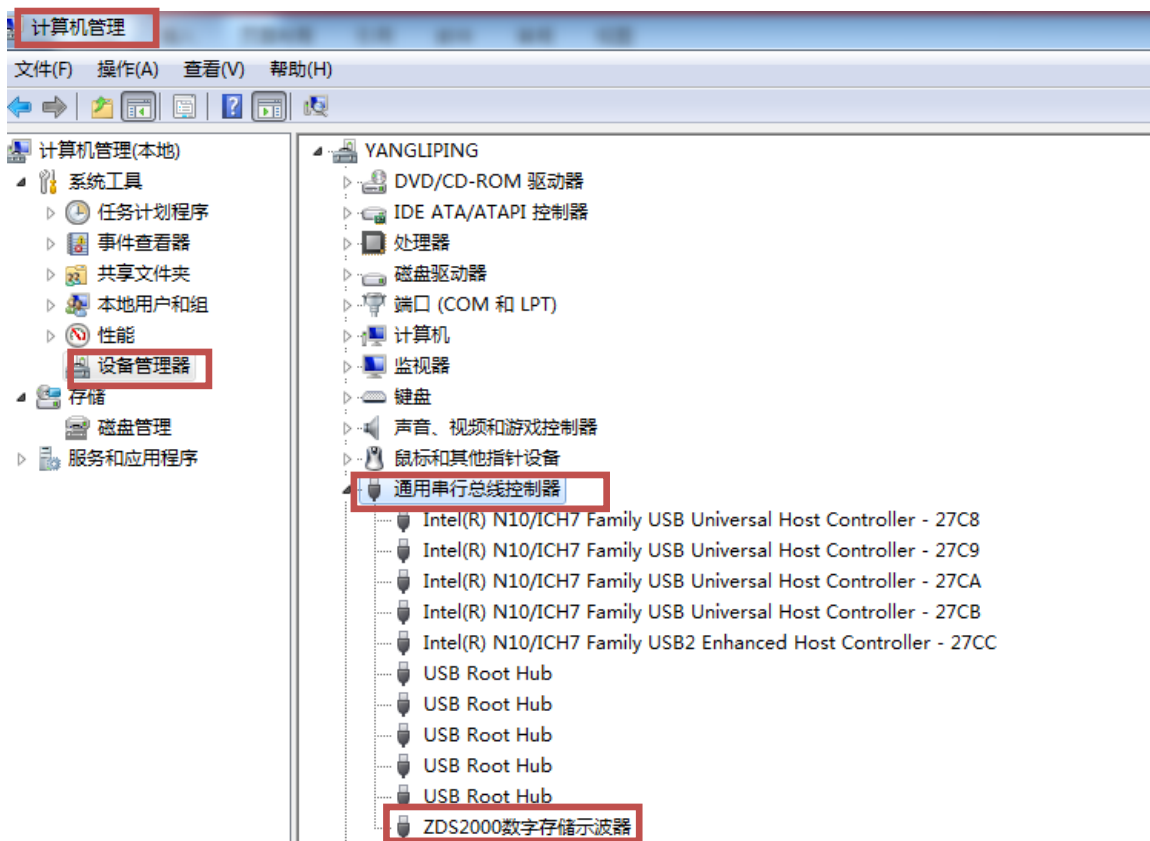 计算机管理
文件(F) 操作(A) 查看(V) 帮助(H)
计算机管理(本地)
系统工具
任务计划程序
事件查看器
共享文件夹
本地用户和组
性能
设备管理器
存储
磁盘管理
服务和应用程序
YANGLIPING
DVD/CD-ROM 驱动器
IDE ATA/ATAPI 控制器
处理器
磁盘驱动器
端口 (COM 和 LPT)
计算机
监视器
键盘
声音、视频和游戏控制器
鼠标和其他指针设备
通用串行总线控制器
Intel(R) N10/ICH7 Family USB Universal Host Controller - 27C8
Intel(R) N10/ICH7 Family USB Universal Host Controller - 27C9
Intel(R) N10/ICH7 Family USB Universal Host Controller - 27CA
Intel(R) N10/ICH7 Family USB Universal Host Controller - 27CB
Intel(R) N10/ICH7 Family USB2 Enhanced Host Controller - 27CC
USB Root Hub
USB Root Hub
USB Root Hub
USB Root Hub
USB Root Hub
ZDS2000数字存储示波器